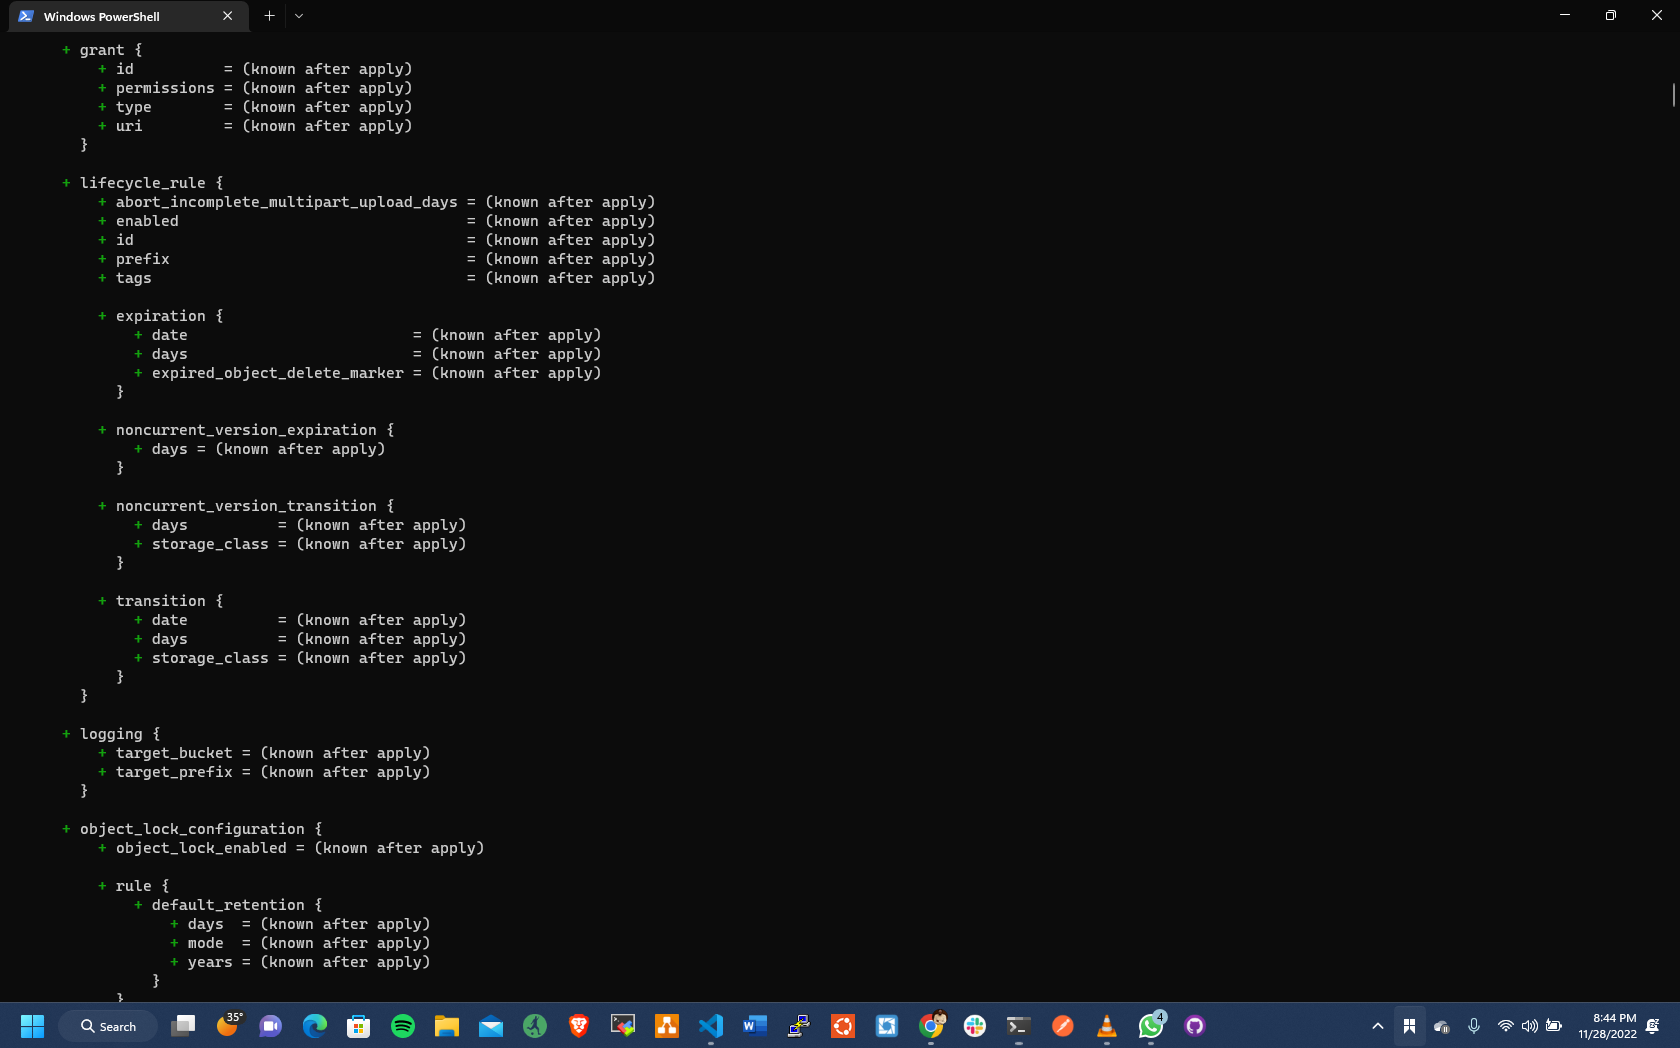 Windows PowerShell
+ grant {
+ id = (known after apply)
+ permissions = (known after apply)
+ type = (known after apply)
+ uri = (known after apply)
}
+ lifecycle_rule {
+ abort_incomplete_multipart_upload_days = (known after apply)
+ enabled = (known after apply)
+ id = (known after apply)
+ prefix = (known after apply)
+ tags = (known after apply)
+ expiration {
+ date = (known after apply)
+ days = (known after apply)
+ expired_object_delete_marker = (known after apply)
}
+ noncurrent_version_expiration {
+ days = (known after apply)
}
+ noncurrent_version_transition {
+ days = (known after apply)
+ storage_class = (known after apply)
}
+ transition {
+ date = (known after apply)
+ days = (known after apply)
+ storage_class = (known after apply)
}
}
+ logging {
+ target_bucket = (known after apply)
+ target_prefix = (known after apply)
}
+ object_lock_configuration {
+ object_lock_enabled = (known after apply)
+ rule {
+ default_retention {
+ days = (known after apply)
+ mode = (known after apply)
+ years = (known after apply)
}
}
Search
35°
4
8:44 PM
11/28/2022